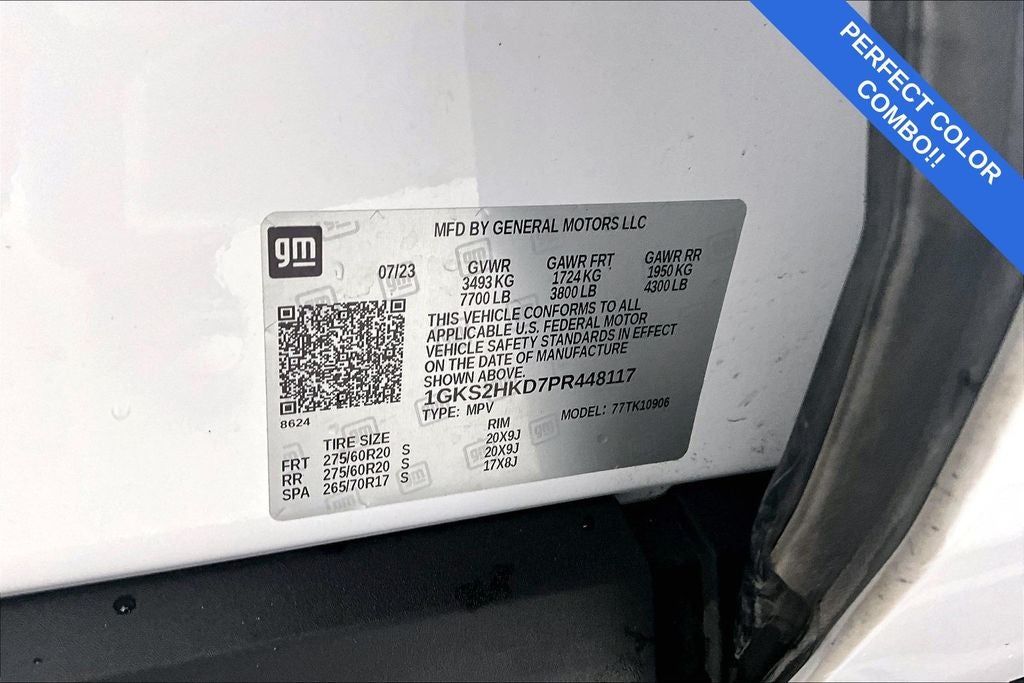 PERFECT COLOR
COMBO!!
gm
MFD BY GENERAL MOTORS LLC
07/23
GVWR GAWR FRT GAWR RR
3493 KG 1724 KG 1950 KG
7700 LB 3800 LB 4300 LB
THIS VEHICLE CONFORMS TO ALL
APPLICABLE U.S. FEDERAL MOTOR
VEHICLE SAFETY STANDARDS IN EFFECT
ON THE DATE OF MANUFACTURE
SHOWN ABOVE.
1GKS2HKD7PR448117
TYPE: MPV MODEL: 77TK10906
8624
TIRE SIZE RIM
FRT 275/60R20 S 20X9J
RR 275/60R20 S 20X9J
SPA 265/70R17 S 17X8J